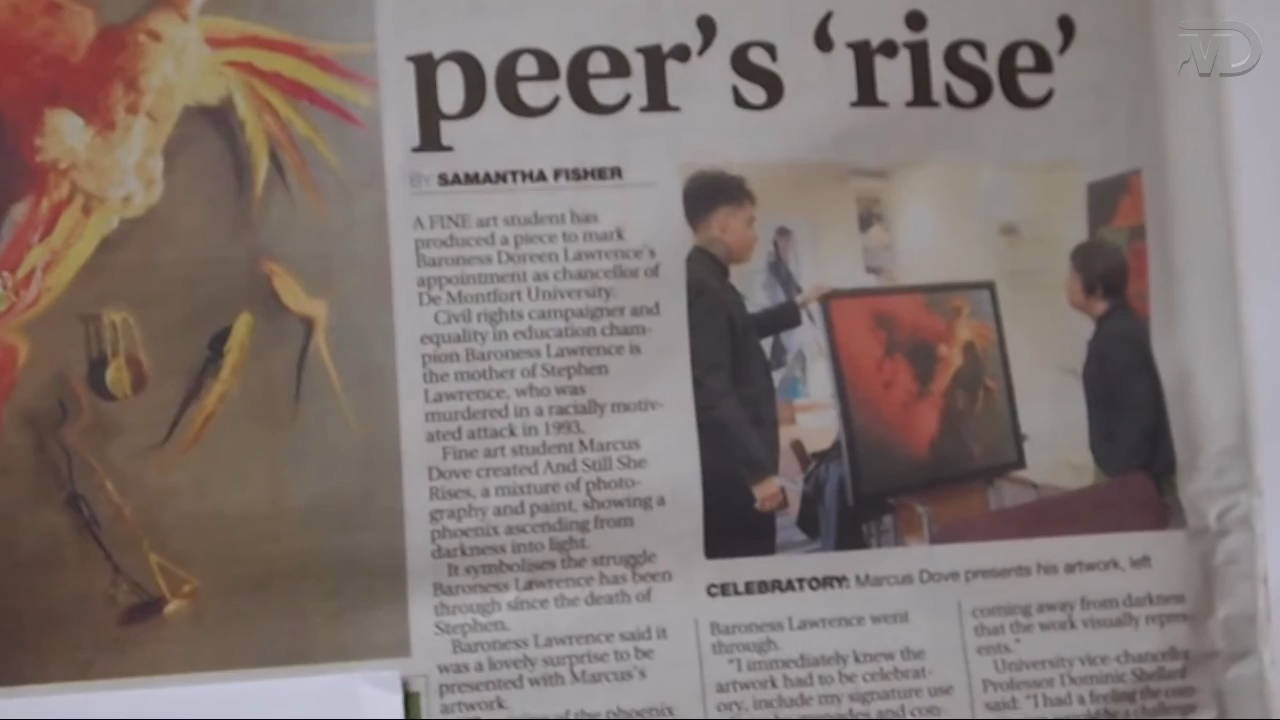 peer's 'rise'
BY SAMANTHA FISHER
A FINE art student has
produced a piece to mark
Baroness Doreen Lawrence's
appointment as chancellor of
De Montfort University.
Civil rights campaigner and
equality in education cham-
pion Baroness Lawrence is
the mother of Stephen
Lawrence, who was
murdered in a racially motiv-
ated attack in 1993.
Fine art student Marcus
Dove created And Still She
Rises, a mixture of photo-
graphy and paint, showing a
phoenix ascending from
darkness into light.
It symbolises the struggle
Baroness Lawrence has been
through since the death of
Stephen.
Baroness Lawrence said it
was a lovely surprise to be
presented with Marcus's
artwork.
of the phoenix
CELEBRATORY: Marcus Dove presents his artwork, left
Baroness Lawrence went
through.
"I immediately knew the
artwork had to be celebrat-
ory, include my signature use
and con-
coming away from darkness
that the work visually repres-
ents."
University vice-chancellor
Professor Dominic Shellard
said: "I had a feeling the com-
a challenge